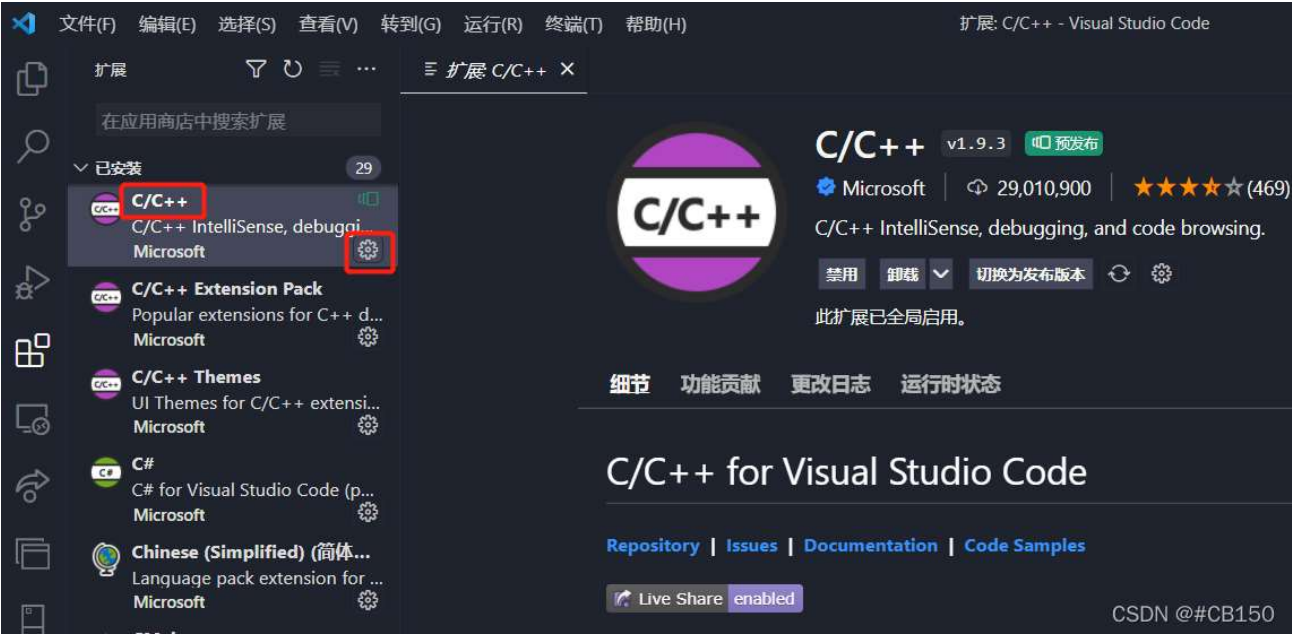 文件(F) 编辑(E) 选择(S) 查看(V) 转到(G) 运行(R) 终端(T) 帮助(H) 扩展: C/C++ - Visual Studio Code
扩展
扩展: C/C++
在应用商店中搜索扩展
已安装 29
C/C++
C/C++
C/C++ IntelliSense, debuggi...
Microsoft
C/C++
C/C++ Extension Pack
Popular extensions for C++ d...
Microsoft
C/C++
C/C++ Themes
UI Themes for C/C++ extensi...
Microsoft
C#
C#
C# for Visual Studio Code (p...
Microsoft
Chinese (Simplified) (简体...
Language pack extension for ...
Microsoft
C/C++
C/C++ v1.9.3 预发布
Microsoft 29,010,900 (469)
C/C++ IntelliSense, debugging, and code browsing.
禁用 卸载 切换为发布版本
此扩展已全局启用。
细节 功能贡献 更改日志 运行时状态
C/C++ for Visual Studio Code
Repository | Issues | Documentation | Code Samples
Live Share enabled
CSDN @#CB150